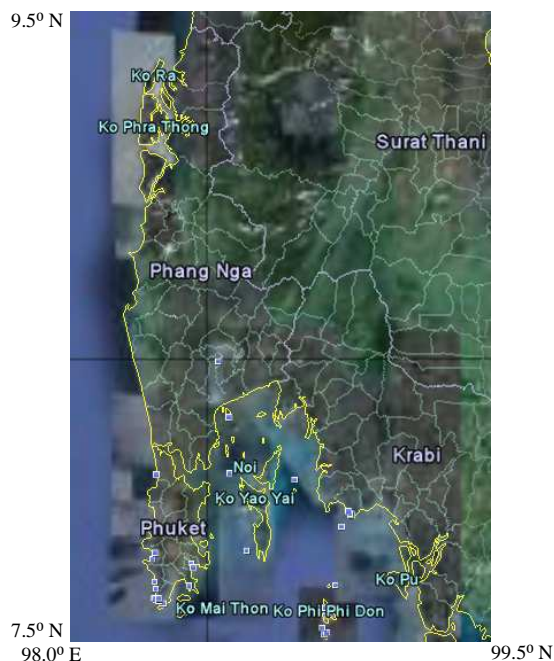 9.5⁰ N
Ko Ra
Ko Phra Thong
Surat Thani
Phang Nga
Krabi
Noi
Ko Yao Yai
Phuket
Ko Pu
Ko Mai Thon
Ko Phi Phi Don
7.5⁰ N
98.0⁰ E
99.5⁰ N